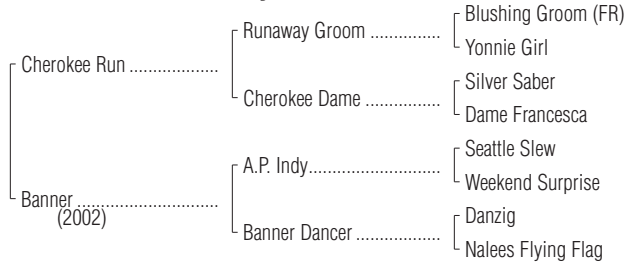 Blushing Groom (FR)
Runaway Groom ...............
Yonnie Girl
Cherokee Run ...................
Silver Saber
Cherokee Dame ................
Dame Francesca
Seattle Slew
A.P. Indy............................
Weekend Surprise
Banner ..............................
(2002)
Danzig
Banner Dancer ..................
Nalees Flying Flag